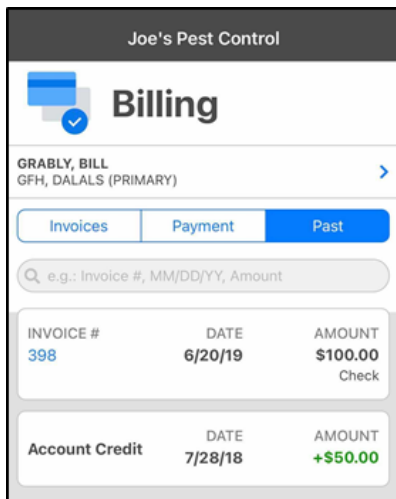 Joe's Pest Control
Billing
GRABLY, BILL
GFH, DALALS (PRIMARY)
Invoices Payment Past
e.g.: Invoice #, MM/DD/YY, Amount
INVOICE # DATE AMOUNT
398 6/20/19 $100.00
Check
DATE AMOUNT
Account Credit 7/28/18 +$50.00